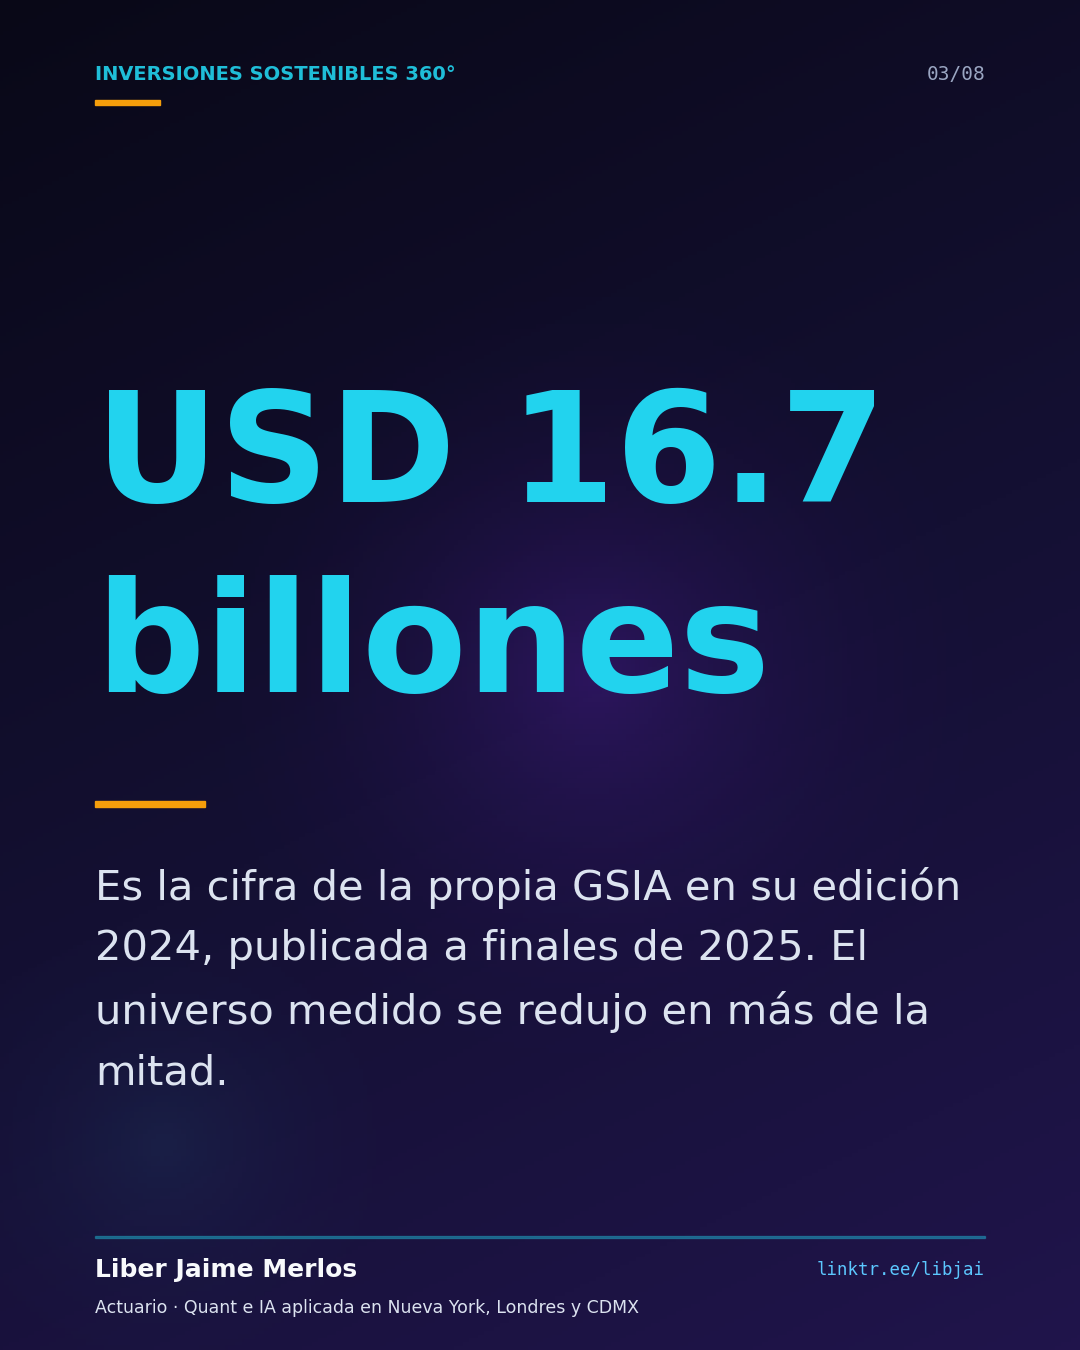 INVERSIONES SOSTENIBLES 360°
03/08
USD 16.7
billones
Es la cifra de la propia GSIA en su edición
2024, publicada a finales de 2025. El
universo medido se redujo en más de la
mitad.
Liber Jaime Merlos
linktr.ee/libjai
Actuario · Quant e IA aplicada en Nueva York, Londres y CDMX